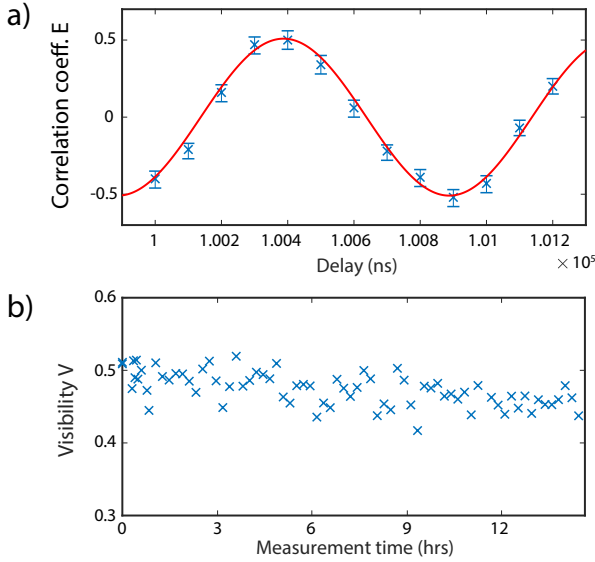 a)
Correlation coeff. E
0.5
0
-0.5
1 1.002 1.004 1.006 1.008 1.01 1.012
Delay (ns)
× 10⁵
b)
Visibility V
0.6
0.5
0.4
0.3
0 3 6 9 12
Measurement time (hrs)